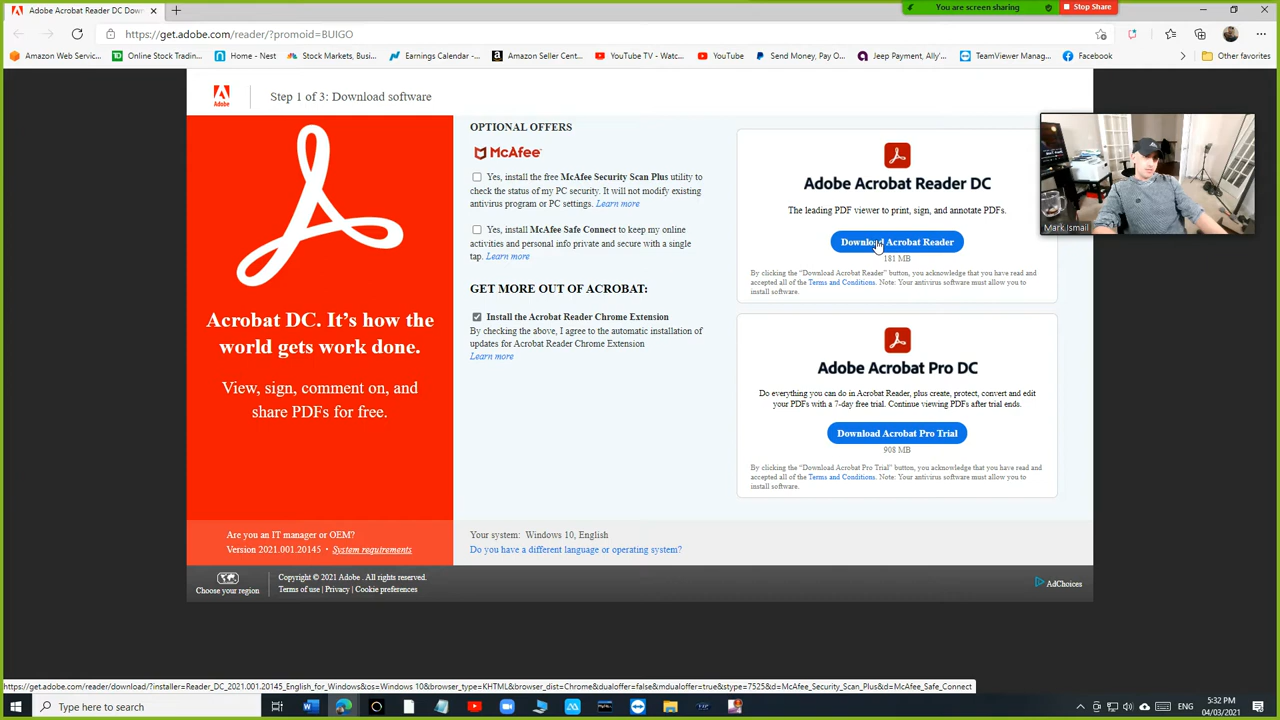 Adobe Acrobat Reader DC Down
You are screen sharing
Stop Share
https://get.adobe.com/reader/?promoid=BUIGO
Amazon Web Servic...
Online Stock Tradin...
Home - Nest
Stock Markets, Busi...
Earnings Calendar -...
Amazon Seller Cent...
YouTube TV - Watc...
YouTube
Send Money, Pay O...
Jeep Payment, Ally'...
TeamViewer Manag...
Facebook
Other favorites
Adobe
Step 1 of 3: Download software
Acrobat DC. It's how the
world gets work done.
View, sign, comment on, and
share PDFs for free.
Are you an IT manager or OEM?
Version 2021.001.20145 • System requirements
OPTIONAL OFFERS
McAfee
Yes, install the free McAfee Security Scan Plus utility to
check the status of my PC security. It will not modify existing
antivirus program or PC settings. Learn more
Yes, install McAfee Safe Connect to keep my online
activities and personal info private and secure with a single
tap. Learn more
GET MORE OUT OF ACROBAT:
Install the Acrobat Reader Chrome Extension
By checking the above, I agree to the automatic installation of
updates for Acrobat Reader Chrome Extension
Learn more
Adobe Acrobat Reader DC
The leading PDF viewer to print, sign, and annotate PDFs.
Download Acrobat Reader
181 MB
By clicking the "Download Acrobat Reader" button, you acknowledge that you have read and
accepted all of the Terms and Conditions. Note: Your antivirus software must allow you to
install software.
Adobe Acrobat Pro DC
Do everything you can do in Acrobat Reader, plus create, protect, convert and edit
your PDFs with a 7-day free trial. Continue viewing PDFs after trial ends.
Download Acrobat Pro Trial
908 MB
By clicking the "Download Acrobat Pro Trial" button, you acknowledge that you have read and
accepted all of the Terms and Conditions. Note: Your antivirus software must allow you to
install software.
Mark Ismail
Your system: Windows 10, English
Do you have a different language or operating system?
Choose your region
Copyright © 2021 Adobe . All rights reserved.
Terms of use | Privacy | Cookie preferences
AdChoices
https://get.adobe.com/reader/download/?installer=Reader_DC_2021.001.20145_English_for_Windows&os=Windows 10&browser_type=KHTML&browser_dist=Chrome&dualoffer=false&mdualoffer=true&stype=7525&d=McAfee_Security_Scan_Plus&d=McAfee_Safe_Connect
Type here to search
ENG
5:32 PM
04/03/2021